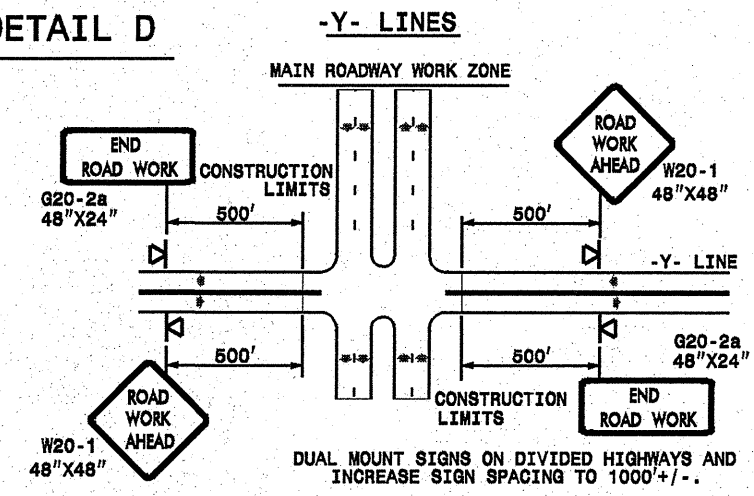 DETAIL D
-Y- LINES
MAIN ROADWAY WORK ZONE
END
ROAD WORK
G20-2a
48"X24"
CONSTRUCTION
LIMITS
500'
ROAD
WORK
AHEAD
W20-1
48"X48"
500'
-Y- LINE
500'
ROAD
WORK
AHEAD
W20-1
48"X48"
500'
CONSTRUCTION
LIMITS
G20-2a
48"X24"
END
ROAD WORK
DUAL MOUNT SIGNS ON DIVIDED HIGHWAYS AND
INCREASE SIGN SPACING TO 1000'+/-.